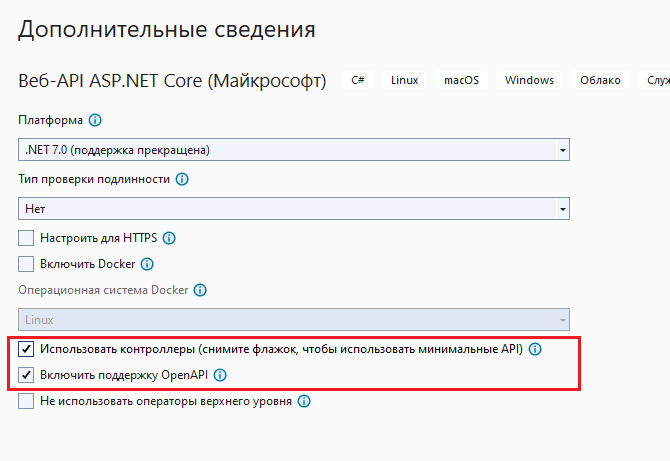 Дополнительные сведения
Веб-API ASP.NET Core (Майкрософт) C# Linux macOS Windows Облако Служ
Платформа
.NET 7.0 (поддержка прекращена)
Тип проверки подлинности
Нет
Настроить для HTTPS
Включить Docker
Операционная система Docker
Linux
Использовать контроллеры (снимите флажок, чтобы использовать минимальные API)
Включить поддержку OpenAPI
Не использовать операторы верхнего уровня